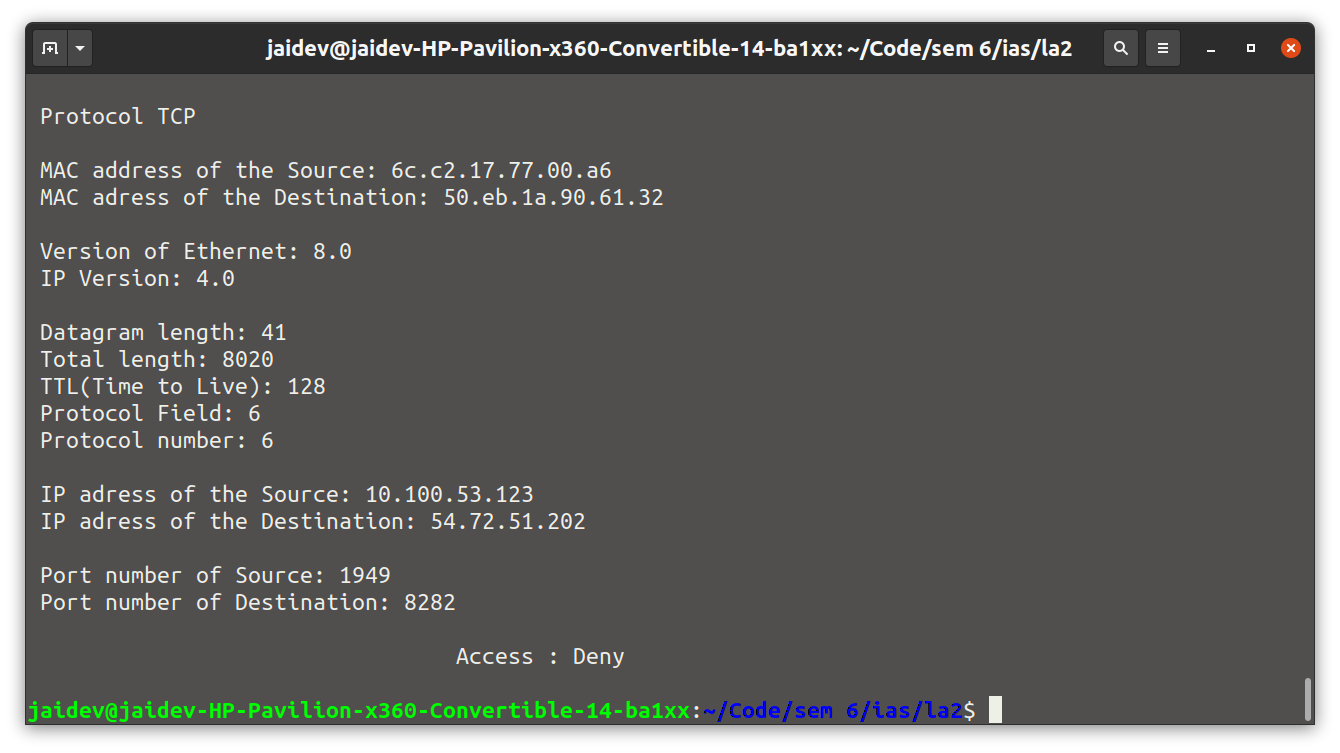 jaidev@jaidev-HP-Pavilion-x360-Convertible-14-ba1xx: ~/Code/sem 6/ias/la2
Protocol TCP
MAC address of the Source: 6c.c2.17.77.00.a6
MAC adress of the Destination: 50.eb.1a.90.61.32
Version of Ethernet: 8.0
IP Version: 4.0
Datagram length: 41
Total length: 8020
TTL(Time to Live): 128
Protocol Field: 6
Protocol number: 6
IP adress of the Source: 10.100.53.123
IP adress of the Destination: 54.72.51.202
Port number of Source: 1949
Port number of Destination: 8282
Access : Deny
jaidev@jaidev-HP-Pavilion-x360-Convertible-14-ba1xx:~/Code/sem 6/ias/la2$